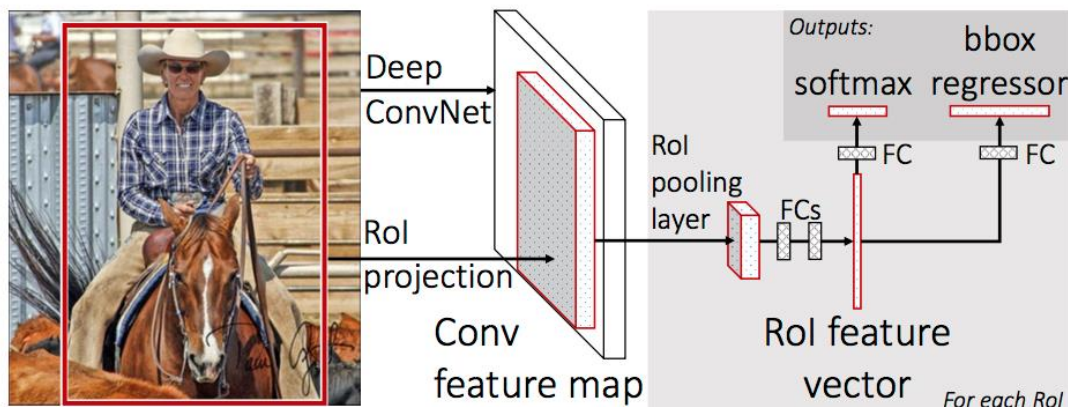 Deep
ConvNet
RoI
projection
Conv
feature map
RoI
pooling
layer
FCs
RoI feature
vector
For each RoI
Outputs:
softmax
bbox
regressor
FC
FC